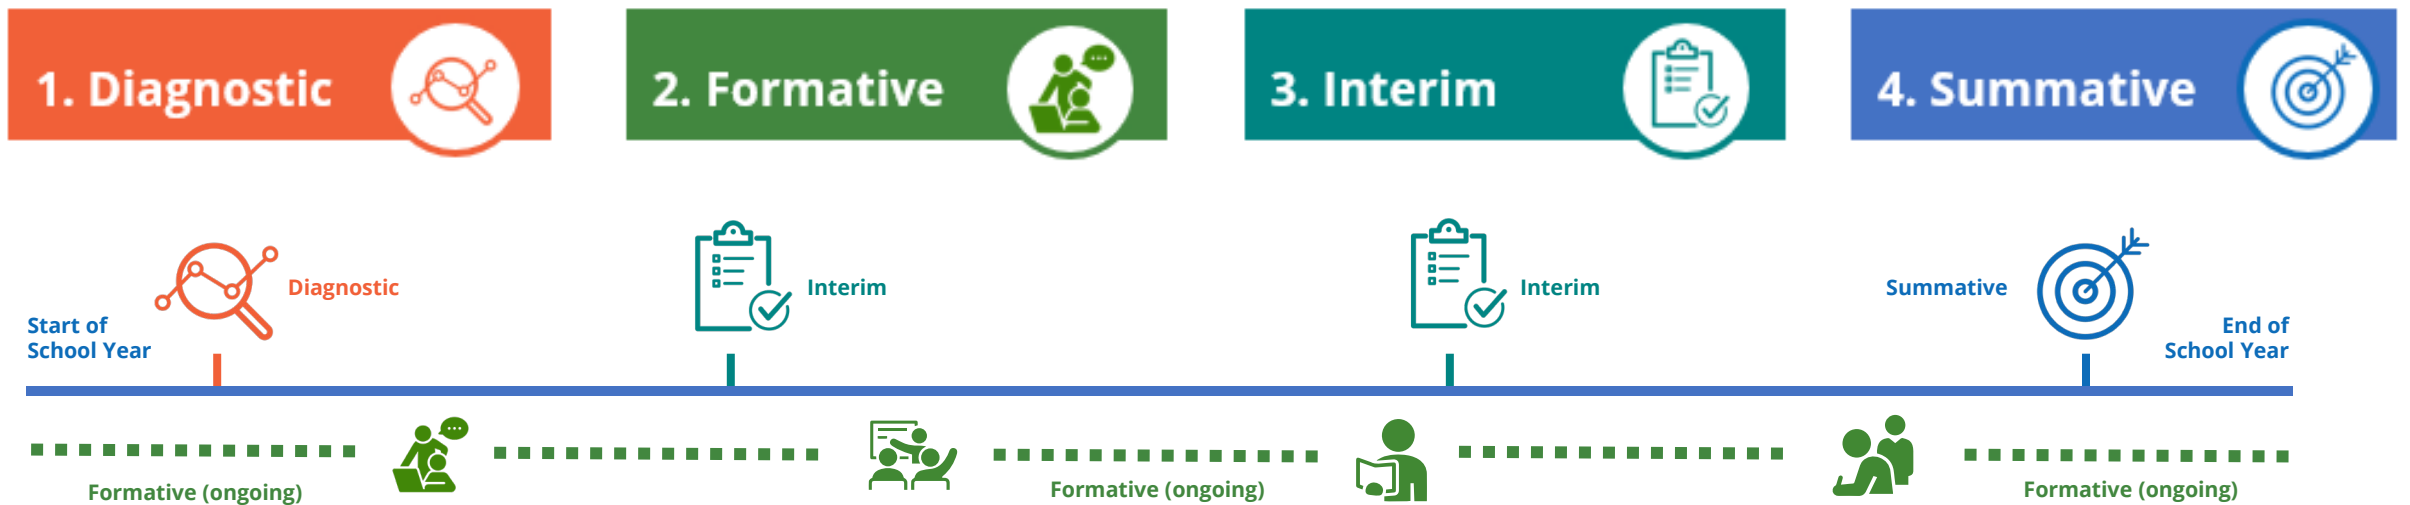 1. Diagnostic
2. Formative
3. Interim
4. Summative
Diagnostic
Interim
Interim
Summative
Start of
School Year
End of
School Year
Formative (ongoing)
Formative (ongoing)
Formative (ongoing)